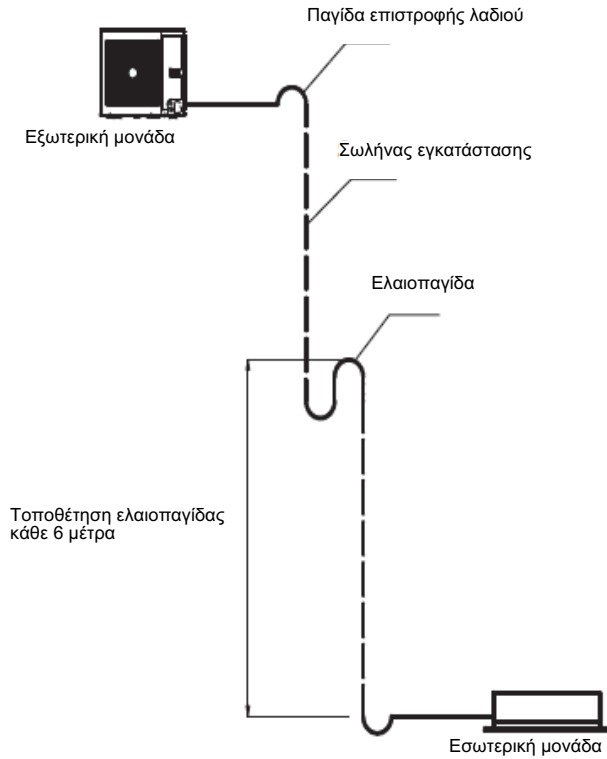 Παγίδα επιστροφής λαδιού
Εξωτερική μονάδα
Σωλήνας εγκατάστασης
Ελαιοπαγίδα
Τοποθέτηση ελαιοπαγίδας
κάθε 6 μέτρα
Εσωτερική μονάδα